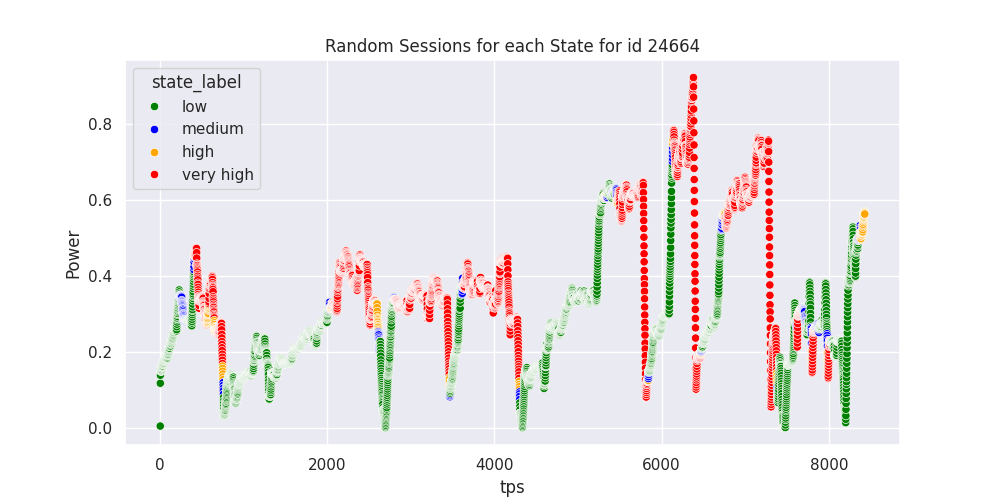 Random Sessions for each State for id 24664
state_label
low
medium
high
very high
Power
0.8
0.6
0.4
0.2
0.0
0 2000 4000 6000 8000
tps